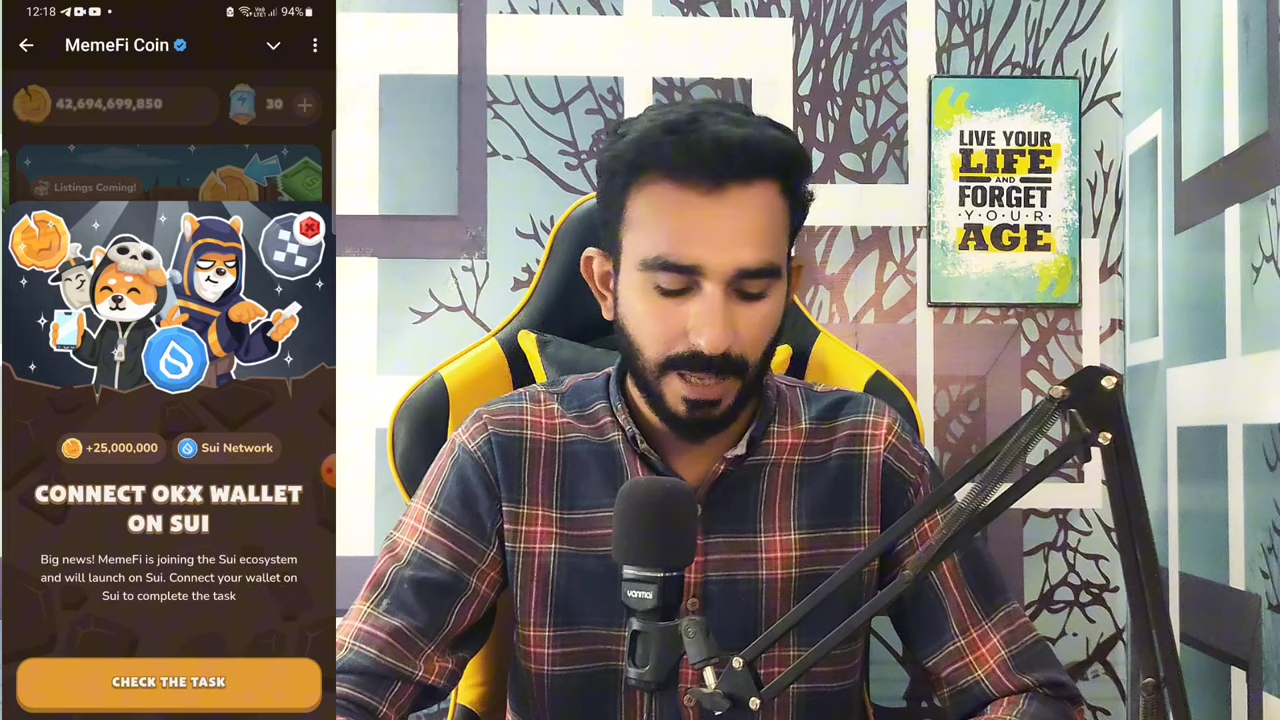 12:18
94%
MemeFi Coin
42,694,699,850
30
Listings Coming!
+25,000,000
Sui Network
CONNECT OKX WALLET
ON SUI
Big news! MemeFi is joining the Sui ecosystem
and will launch on Sui. Connect your wallet on
Sui to complete the task
CHECK THE TASK
LIVE YOUR
LIFE
AND
FORGET
YOUR
AGE
vanmai